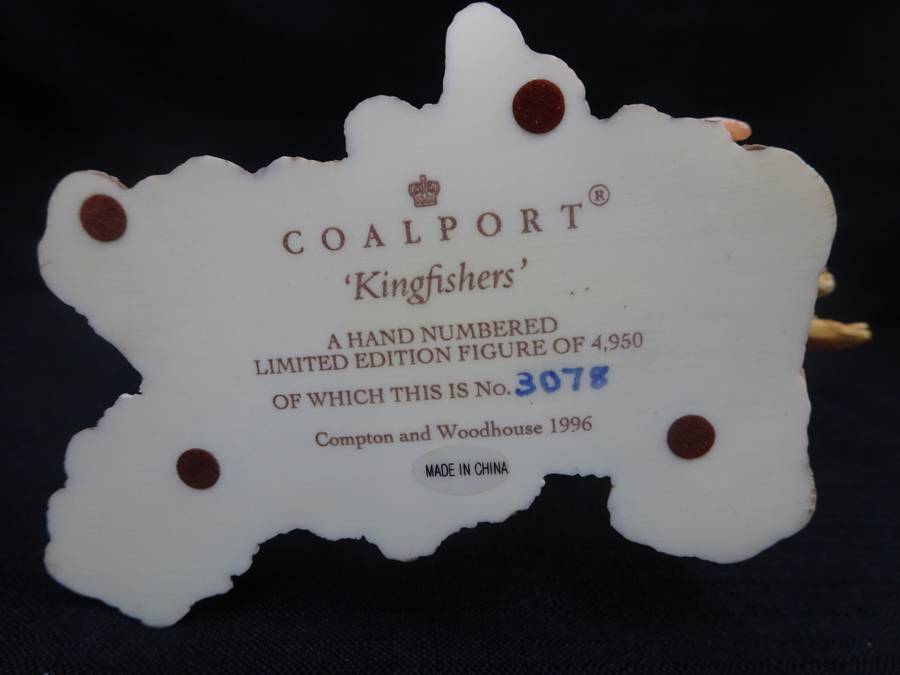 COALPORT®
'Kingfishers'
A HAND NUMBERED
LIMITED EDITION FIGURE OF 4,950
OF WHICH THIS IS No. 3078
Compton and Woodhouse 1996
MADE IN CHINA